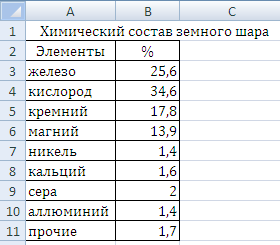 A B C
1 Химический состав земного шара
2 Элементы %
3 железо 25,6
4 кислород 34,6
5 кремний 17,8
6 магний 13,9
7 никель 1,4
8 кальций 1,6
9 сера 2
10 аллюминий 1,4
11 прочие 1,7